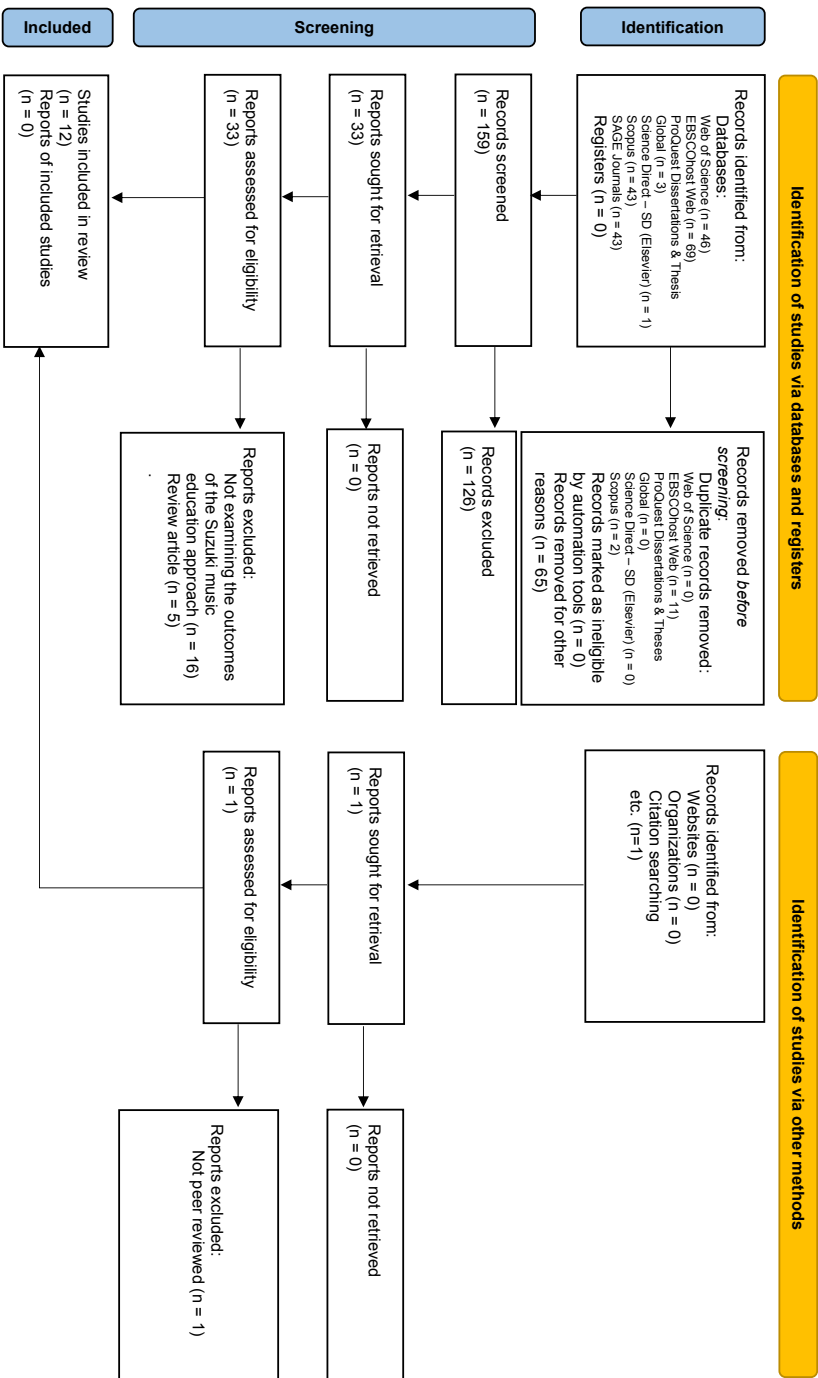 Identification of studies via databases and registers
Identification of studies via other methods
Identification
Screening
Included
Records identified from:
Databases:
Web of Science (n = 46)
EBSCOhost Web (n = 69)
ProQuest Dissertations & Thesis
Global (n = 3)
Science Direct – SD (Elsevier) (n = 1)
Scopus (n = 43)
SAGE Journals (n = 43)
Registers (n = 0)
Records removed before
screening:
Duplicate records removed:
Web of Science (n = 0)
EBSCOhost Web (n = 11)
ProQuest Dissertations & Theses
Global (n = 0)
Science Direct – SD (Elsevier) (n = 0)
Scopus (n = 2)
Records marked as ineligible
by automation tools (n = 0)
Records removed for other
reasons (n = 65)
Records identified from:
Websites (n = 0)
Organizations (n = 0)
Citation searching
etc. (n=1)
Records screened
(n = 159)
Records excluded
(n = 126)
Reports sought for retrieval
(n = 33)
Reports not retrieved
(n = 0)
Reports sought for retrieval
(n = 1)
Reports not retrieved
(n = 0)
Reports assessed for eligibility
(n = 33)
Reports excluded:
Not examining the outcomes
of the Suzuki music
education approach (n = 16)
Review article (n = 5)
.
Reports assessed for eligibility
(n = 1)
Reports excluded:
Not peer reviewed (n = 1)
Studies included in review
(n = 12)
Reports of included studies
(n = 0)